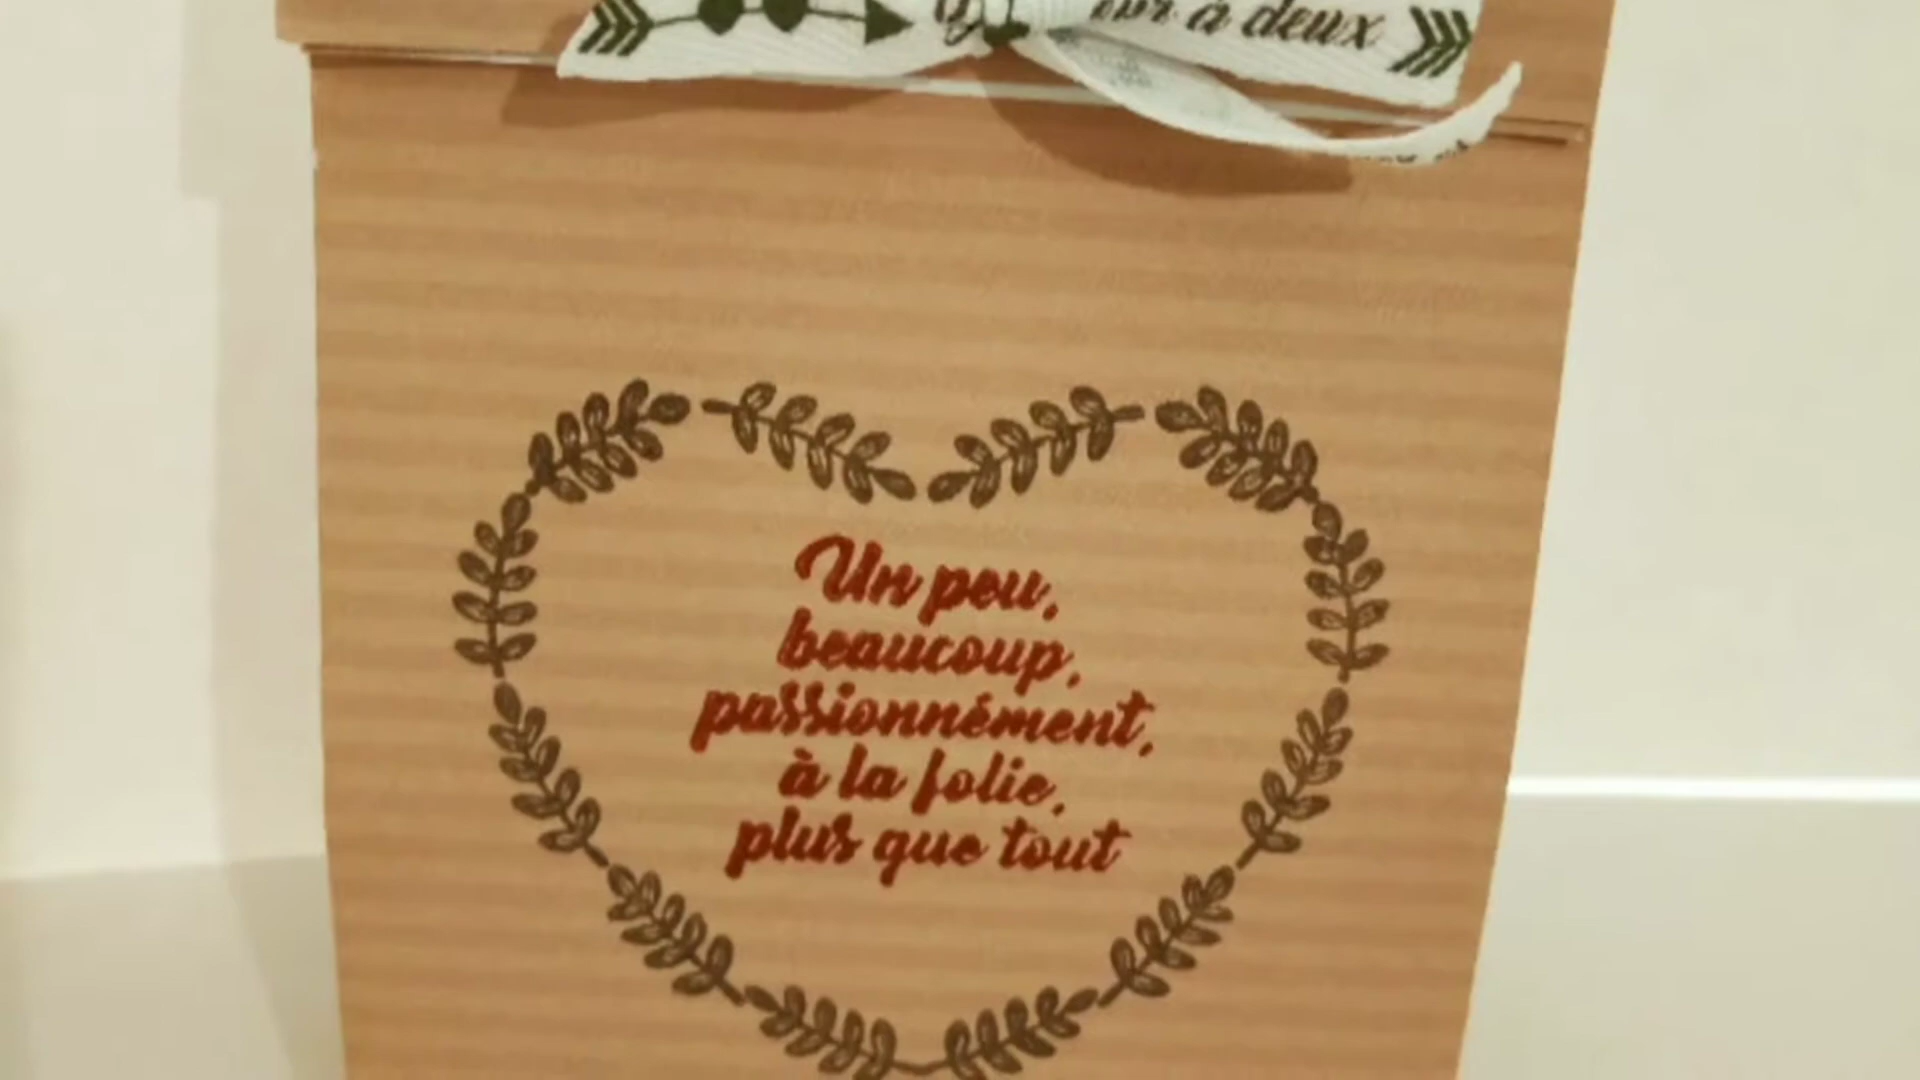 à deux
Un peu,
beaucoup,
passionnément,
à la folie,
plus que tout